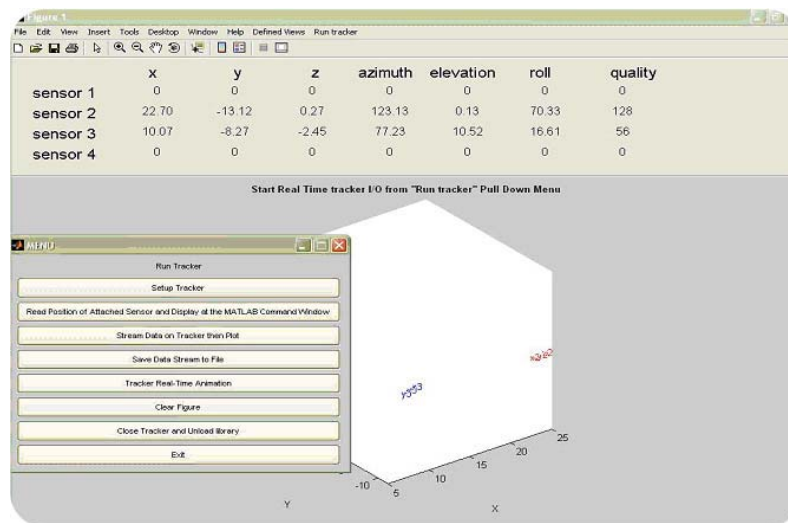 Figure 1
File Edit View Insert Tools Desktop Window Help Defined Views Run tracker
x y z azimuth elevation roll quality
sensor 1 0 0 0 0 0 0 0
sensor 2 22.70 -13.12 0.27 123.13 0.13 70.33 128
sensor 3 10.07 -8.27 -2.45 77.23 10.52 16.61 56
sensor 4 0 0 0 0 0 0 0
Start Real Time tracker I/O from "Run tracker" Pull Down Menu
MENU
Run Tracker
Setup Tracker
Read Position of Attached Sensor and Display at the MATLAB Command Window
Stream Data on Tracker then Plot
Save Data Stream to File
Tracker Real-Time Animation
Clear Figure
Close Tracker and Unload library
Exit
25
20
15
10
5
-10
Y
X